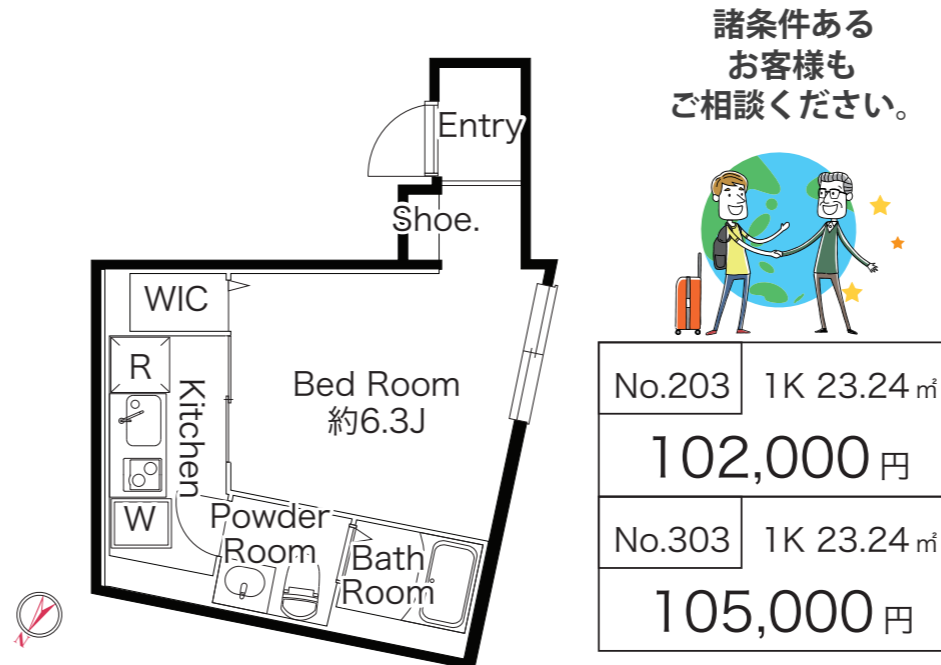 諸条件ある
お客様も
ご相談ください。
Entry
Shoe.
WIC
R
Kitchen
Bed Room
約6.3J
W
Powder
Room
Bath
Room
N
No.203 1K 23.24㎡
102,000円
No.303 1K 23.24㎡
105,000円